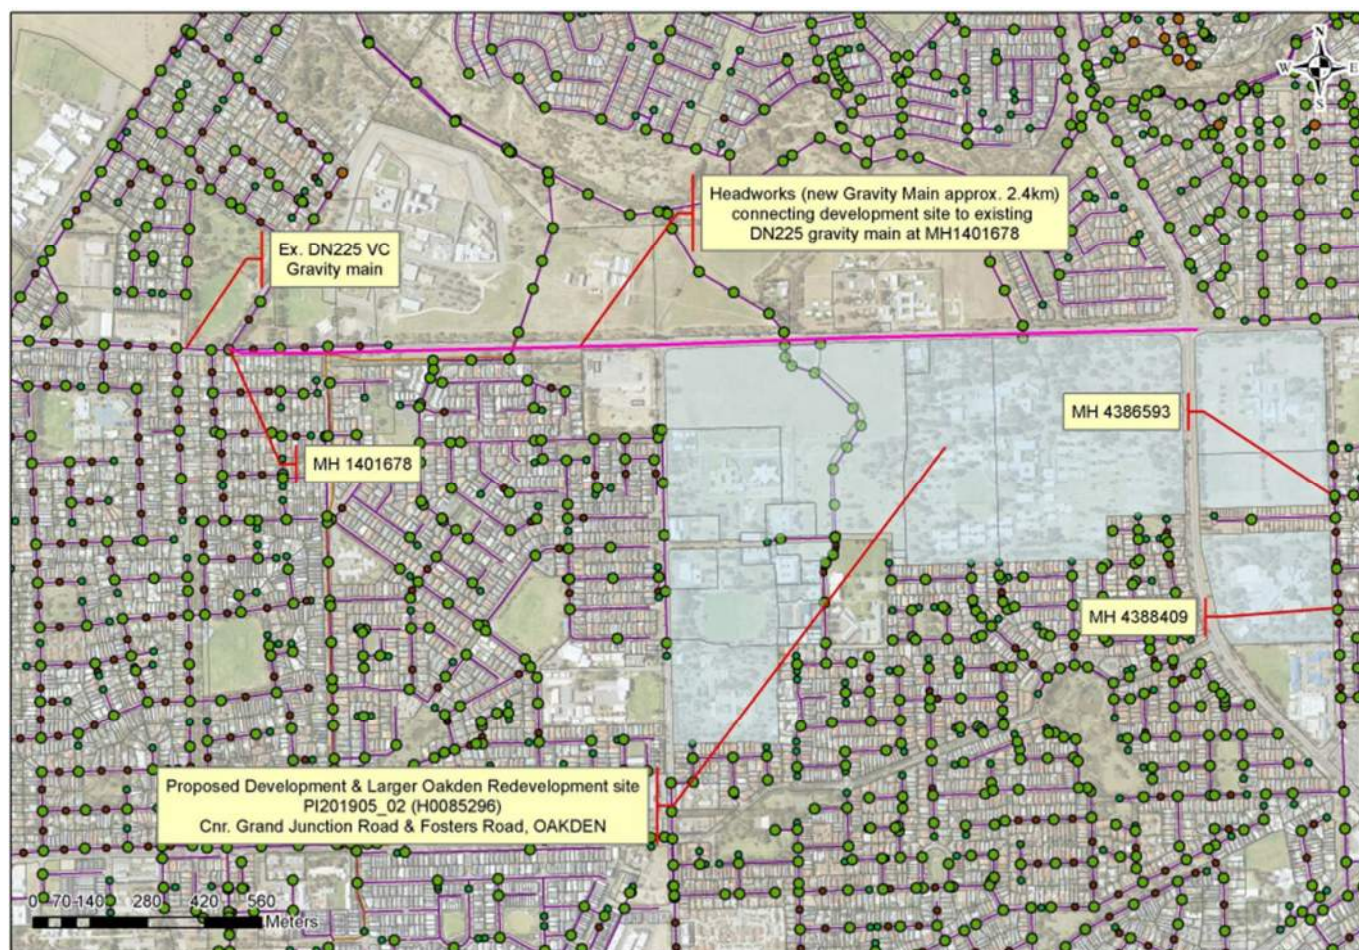 N
W E
S
Headworks (new Gravity Main approx. 2.4km)
connecting development site to existing
DN225 gravity main at MH1401678
Ex. DN225 VC
Gravity main
MH 4386593
MH 1401678
MH 4388409
Proposed Development & Larger Oakden Redevelopment site
PI201905_02 (H0085296)
Cnr. Grand Junction Road & Fosters Road, OAKDEN
0 70 140 280 420 560
Meters